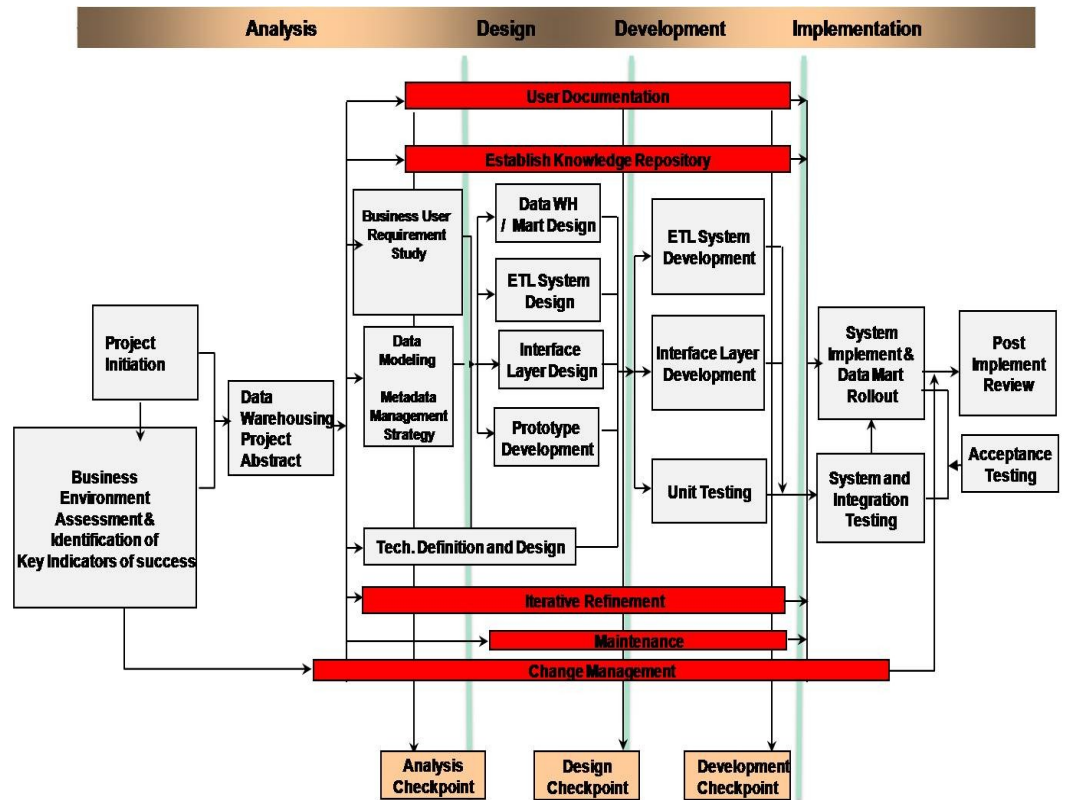 Analysis Design Development Implementation
User Documentation
Establish Knowledge Repository
Business User
Requirement
Study
Data WH
/ Mart Design
ETL System
Design
Interface
Layer Design
Prototype
Development
ETL System
Development
Interface Layer
Development
Unit Testing
Project
Initiation
Data
Warehousing
Project
Abstract
Data
Modeling
Metadata
Management
Strategy
System
Implement &
Data Mart
Rollout
Post
Implement
Review
Business
Environment
Assessment &
Identification of
Key Indicators of success
System and
Integration
Testing
Acceptance
Testing
Tech. Definition and Design
Iterative Refinement
Maintenance
Change Management
Analysis
Checkpoint
Design
Checkpoint
Development
Checkpoint